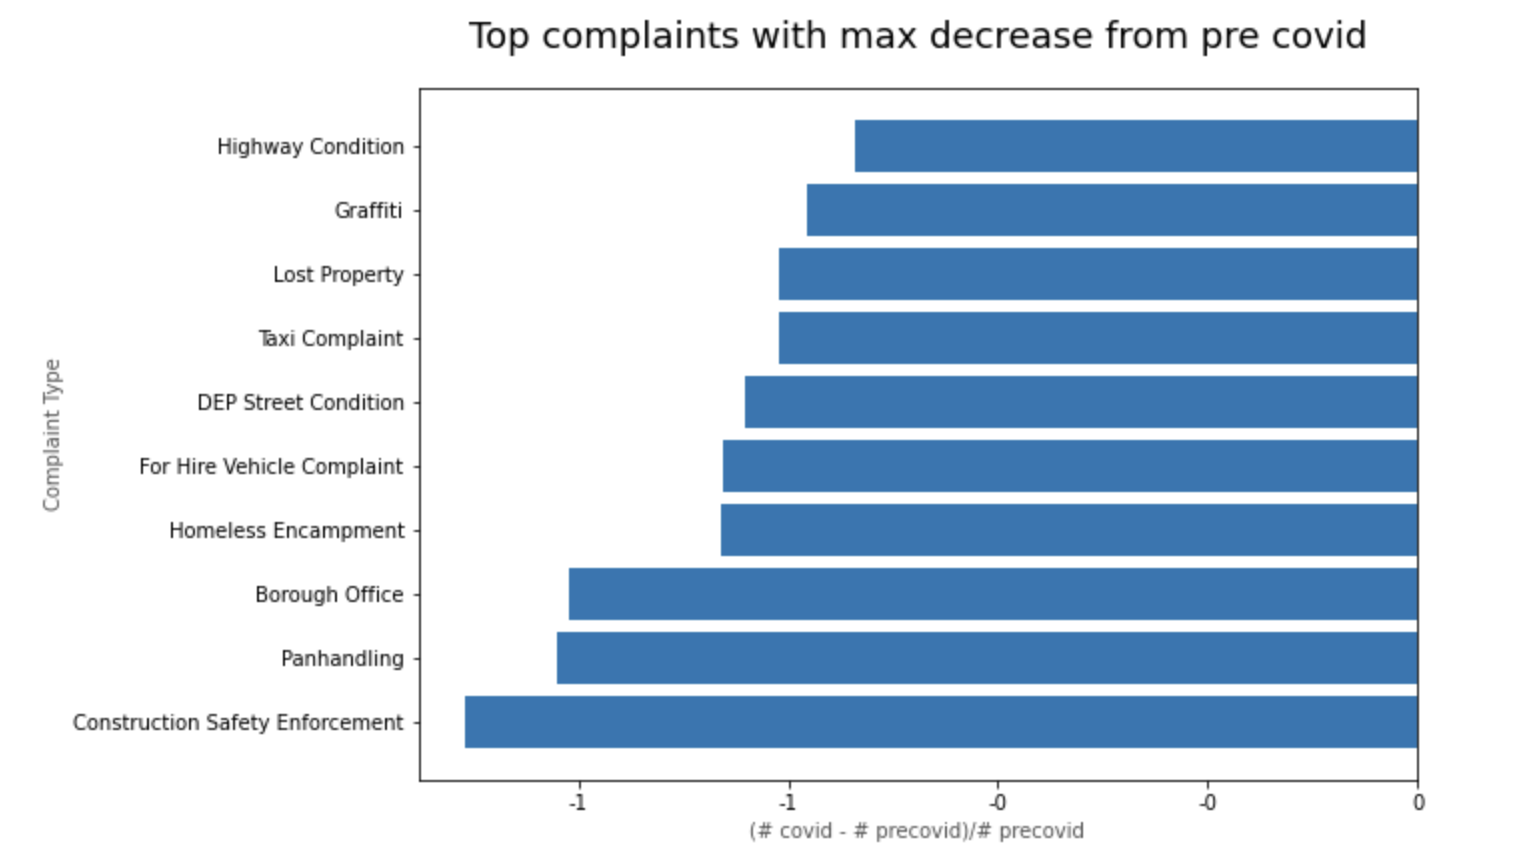 Top complaints with max decrease from pre covid
Complaint Type
Highway Condition
Graffiti
Lost Property
Taxi Complaint
DEP Street Condition
For Hire Vehicle Complaint
Homeless Encampment
Borough Office
Panhandling
Construction Safety Enforcement
-1 -1 -0 -0 0
(# covid - # precovid)/# precovid